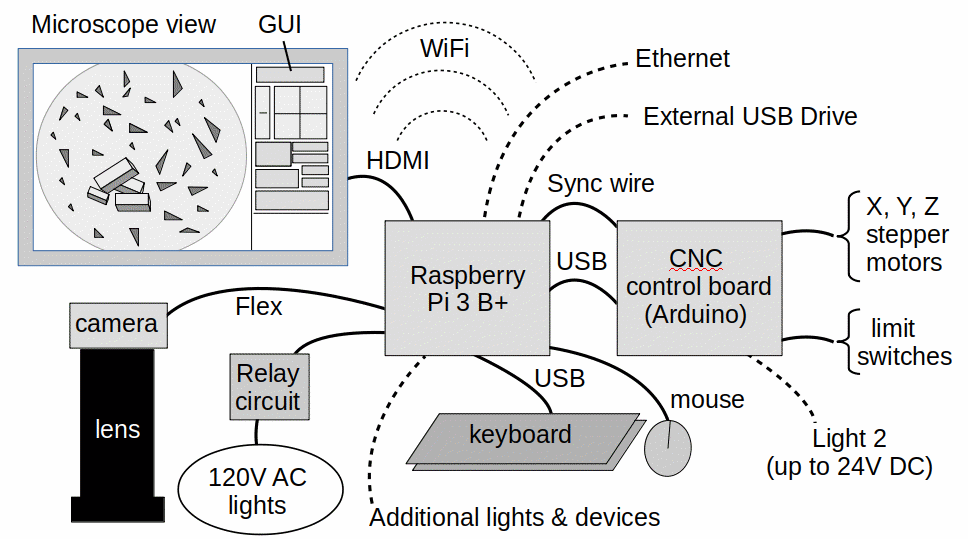 Microscope view
GUI
WiFi
Ethernet
External USB Drive
HDMI
Sync wire
X, Y, Z
stepper
motors
Raspberry
Pi 3 B+
USB
CNC
control board
(Arduino)
Flex
camera
limit
switches
Relay
circuit
USB
mouse
lens
keyboard
Light 2
(up to 24V DC)
120V AC
lights
Additional lights & devices